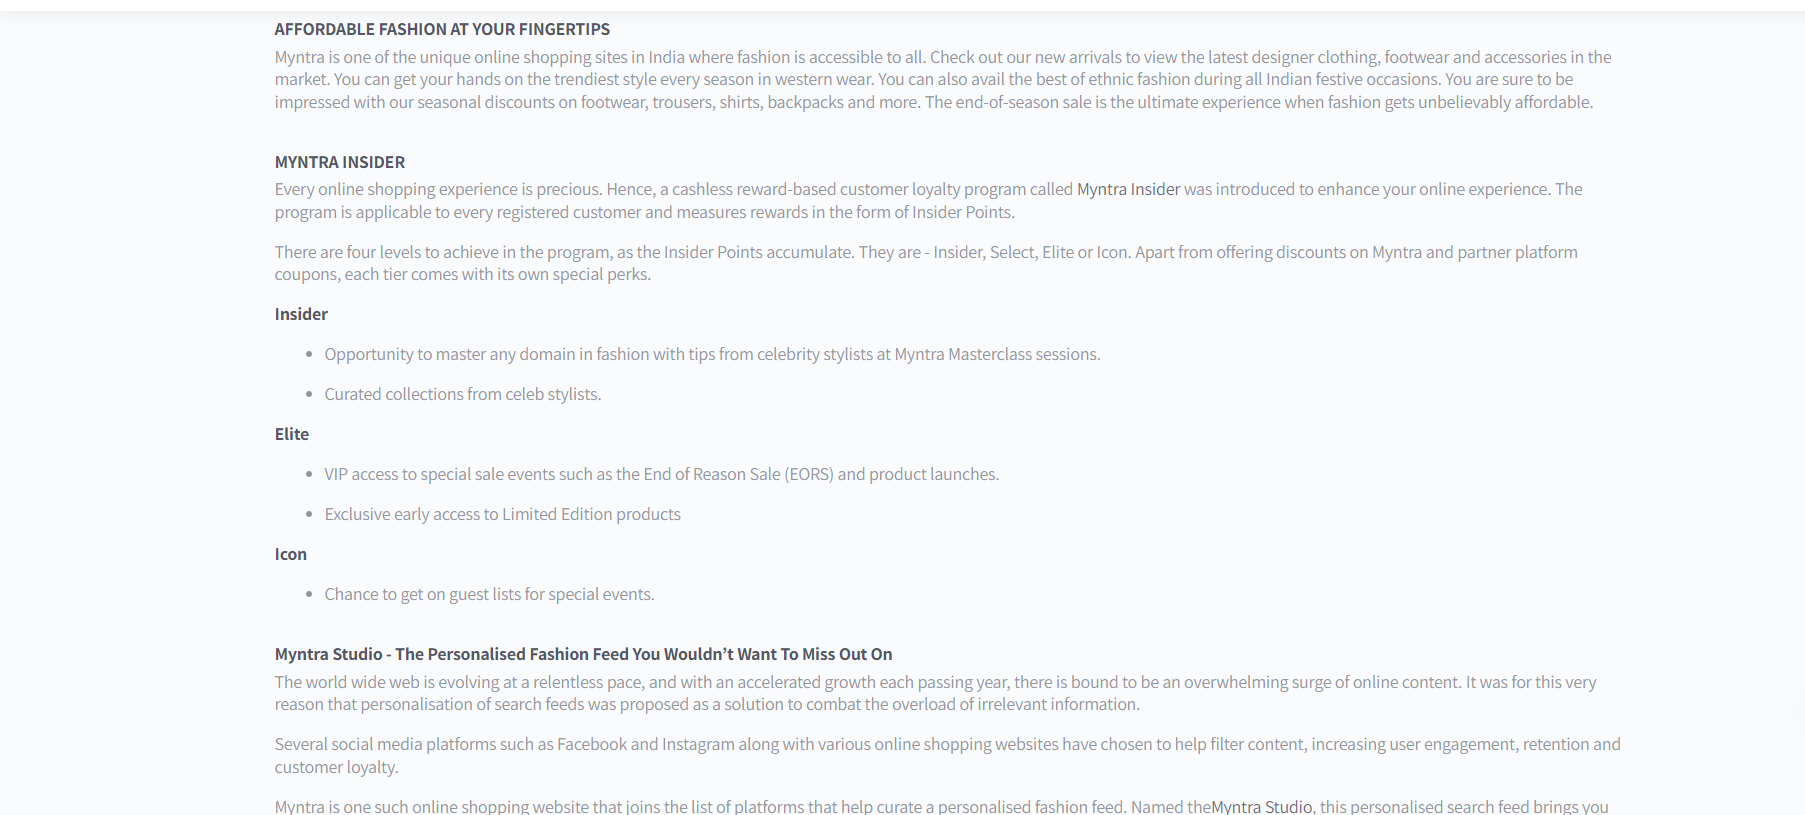 AFFORDABLE FASHION AT YOUR FINGERTIPS
Myntra is one of the unique online shopping sites in India where fashion is accessible to all. Check out our new arrivals to view the latest designer clothing, footwear and accessories in the
market. You can get your hands on the trendiest style every season in western wear. You can also avail the best of ethnic fashion during all Indian festive occasions. You are sure to be
impressed with our seasonal discounts on footwear, trousers, shirts, backpacks and more. The end-of-season sale is the ultimate experience when fashion gets unbelievably affordable.
MYNTRA INSIDER
Every online shopping experience is precious. Hence, a cashless reward-based customer loyalty program called Myntra Insider was introduced to enhance your online experience. The
program is applicable to every registered customer and measures rewards in the form of Insider Points.
There are four levels to achieve in the program, as the Insider Points accumulate. They are - Insider, Select, Elite or Icon. Apart from offering discounts on Myntra and partner platform
coupons, each tier comes with its own special perks.
Insider
• Opportunity to master any domain in fashion with tips from celebrity stylists at Myntra Masterclass sessions.
• Curated collections from celeb stylists.
Elite
• VIP access to special sale events such as the End of Reason Sale (EORS) and product launches.
• Exclusive early access to Limited Edition products
Icon
• Chance to get on guest lists for special events.
Myntra Studio - The Personalised Fashion Feed You Wouldn’t Want To Miss Out On
The world wide web is evolving at a relentless pace, and with an accelerated growth each passing year, there is bound to be an overwhelming surge of online content. It was for this very
reason that personalisation of search feeds was proposed as a solution to combat the overload of irrelevant information.
Several social media platforms such as Facebook and Instagram along with various online shopping websites have chosen to help filter content, increasing user engagement, retention and
customer loyalty.
Myntra is one such online shopping website that joins the list of platforms that help curate a personalised fashion feed. Named theMyntra Studio, this personalised search feed brings you